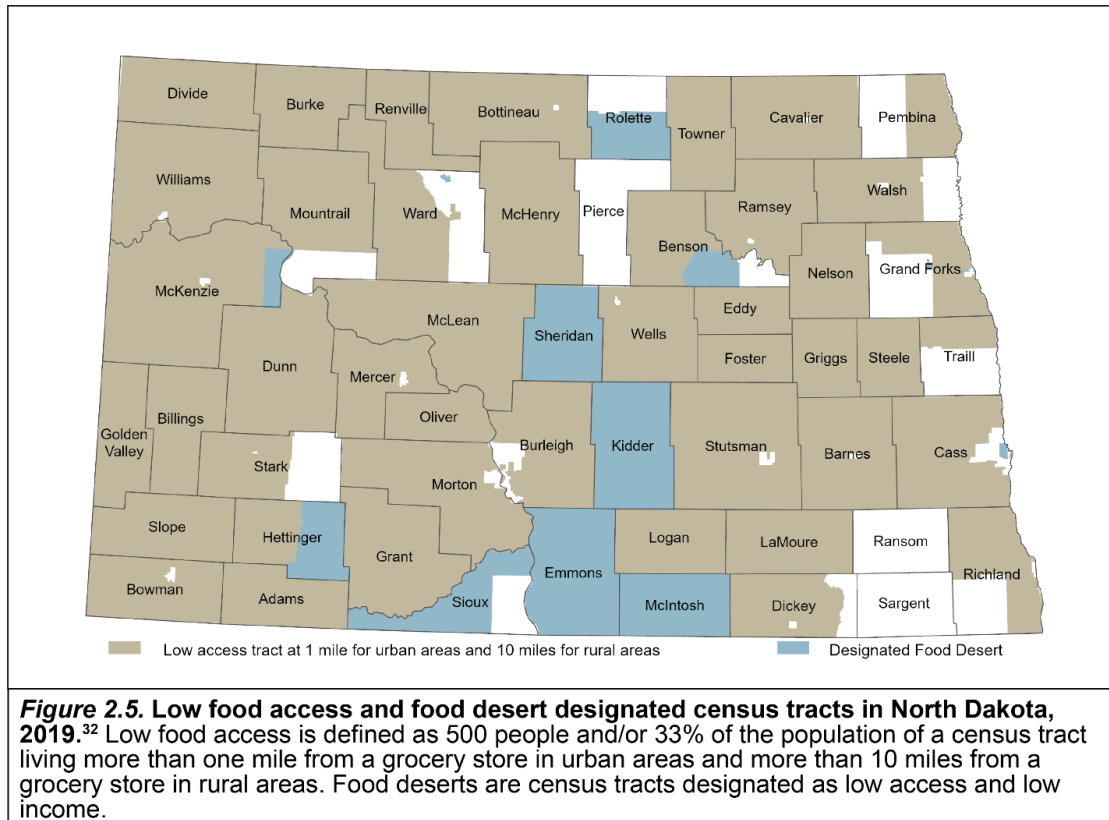 Divide
Burke
Renville
Bottineau
Rolette
Towner
Cavalier
Pembina
Williams
Mountrail
Ward
McHenry
Pierce
Benson
Ramsey
Walsh
McKenzie
McLean
Sheridan
Wells
Eddy
Nelson
Grand Forks
Dunn
Mercer
Oliver
Foster
Griggs
Steele
Traill
Golden
Valley
Billings
Stark
Morton
Burleigh
Kidder
Stutsman
Barnes
Cass
Slope
Hettinger
Grant
Emmons
Logan
LaMoure
Ransom
Richland
Bowman
Adams
Sioux
McIntosh
Dickey
Sargent
Low access tract at 1 mile for urban areas and 10 miles for rural areas
Designated Food Desert
Figure 2.5. Low food access and food desert designated census tracts in North Dakota,
2019.32 Low food access is defined as 500 people and/or 33% of the population of a census tract
living more than one mile from a grocery store in urban areas and more than 10 miles from a
grocery store in rural areas. Food deserts are census tracts designated as low access and low
income.